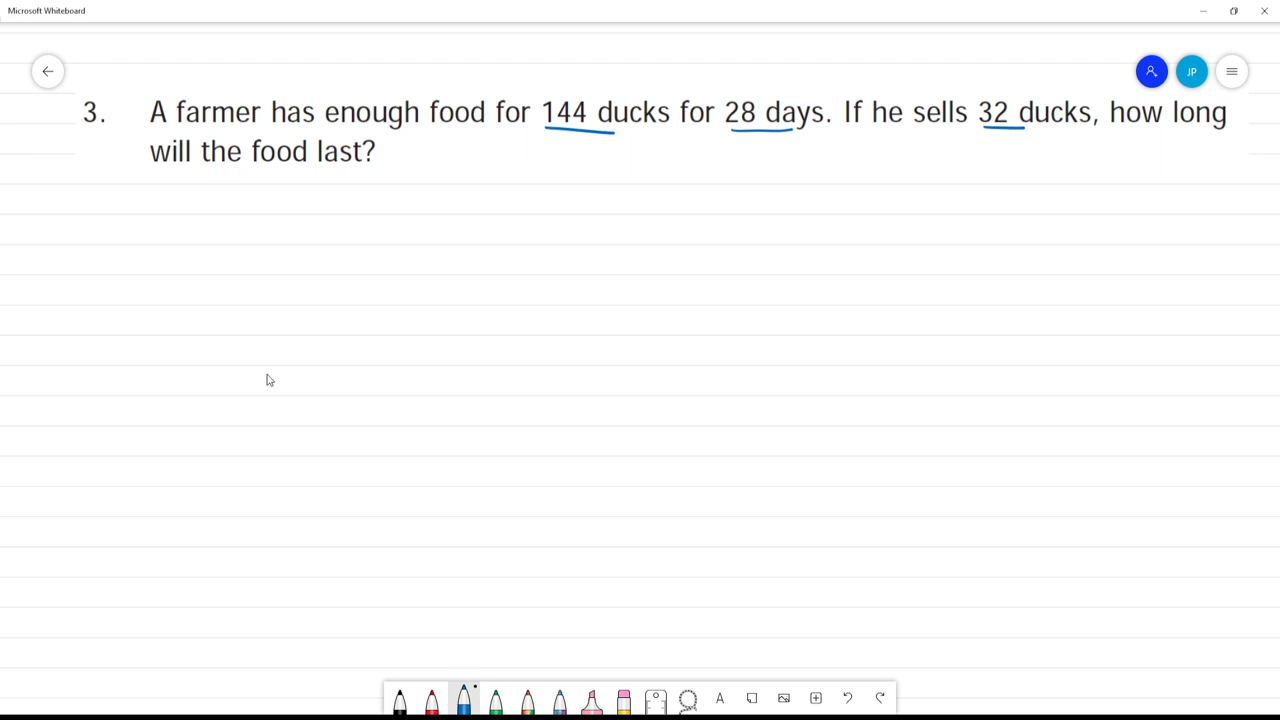 Microsoft Whiteboard
JP
3. A farmer has enough food for 144 ducks for 28 days. If he sells 32 ducks, how long
will the food last?
A